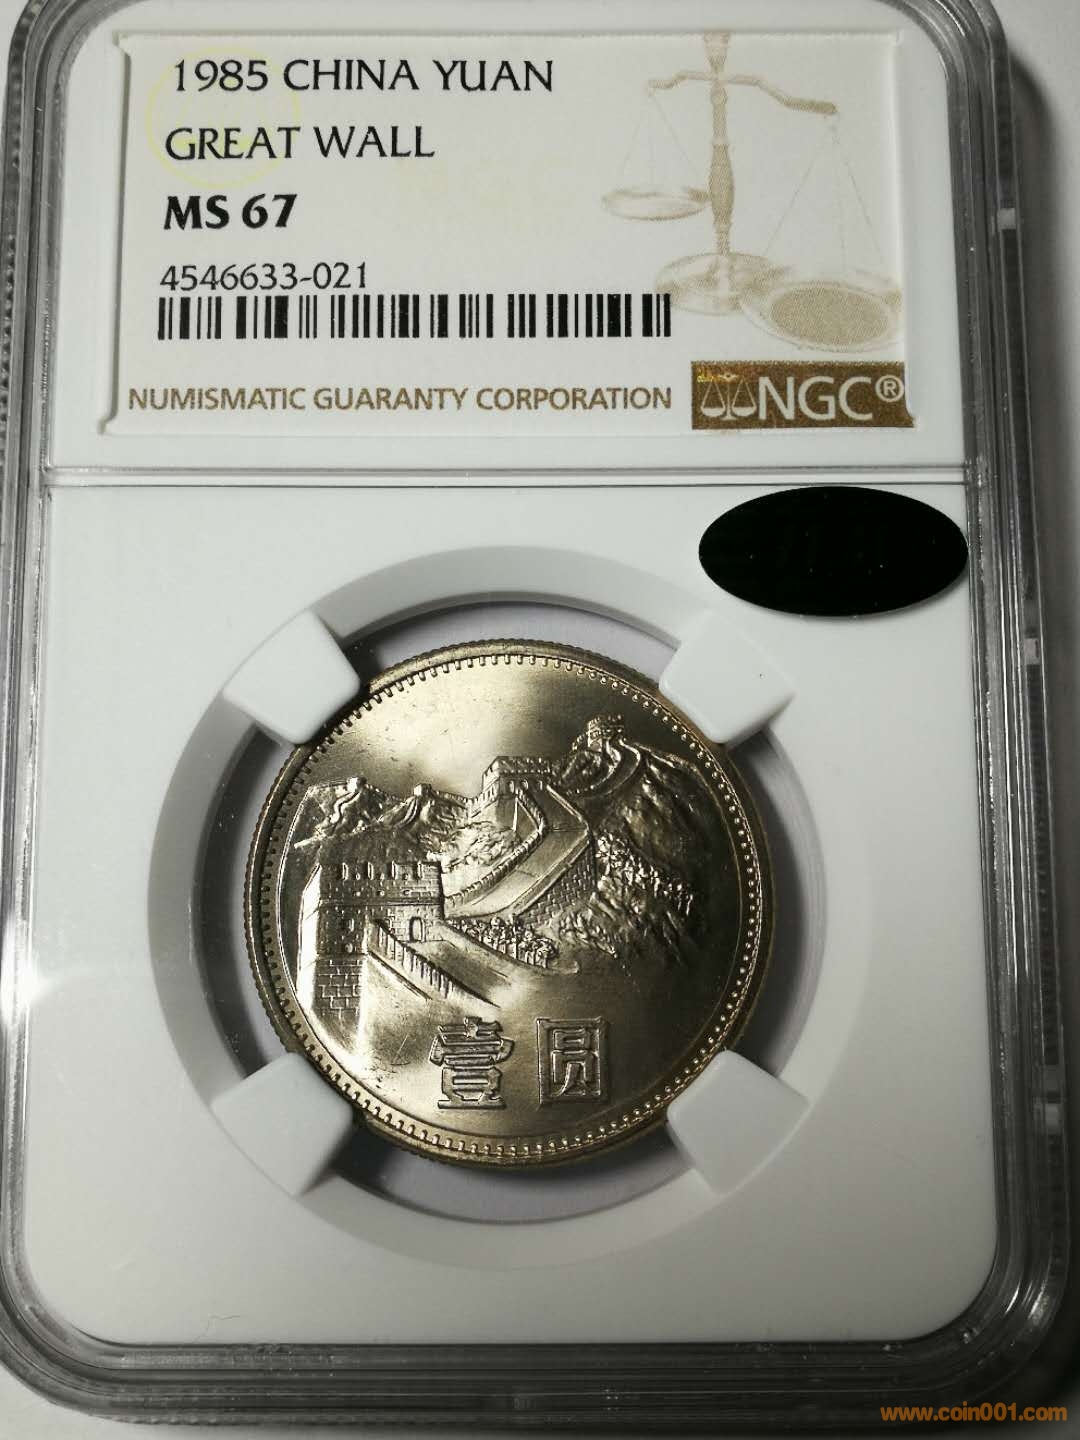 1985 CHINA YUAN
GREAT WALL
MS 67
4546633-021
NUMISMATIC GUARANTY CORPORATION
NGC®
壹圆
www.coin001.com